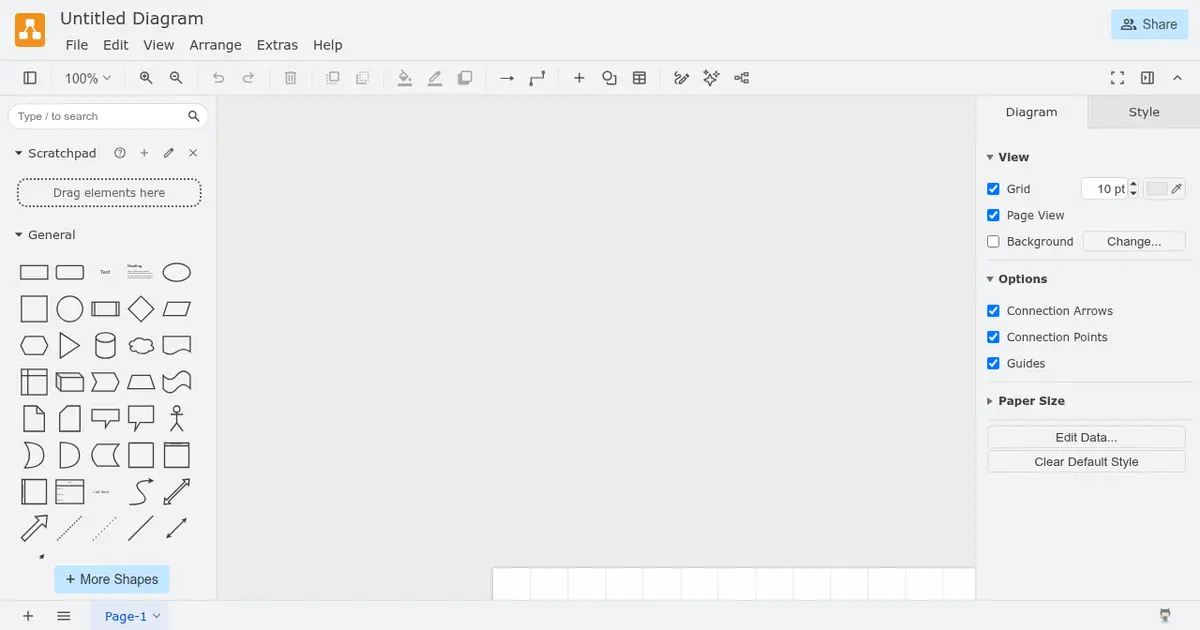 Untitled Diagram
File Edit View Arrange Extras Help
Share
100%
Type / to search
Scratchpad
Drag elements here
General
Text
Heading
+ More Shapes
Page-1
Diagram Style
View
Grid 10 pt
Page View
Background Change...
Options
Connection Arrows
Connection Points
Guides
Paper Size
Edit Data...
Clear Default Style